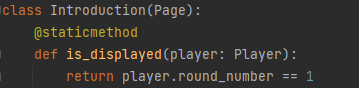 class Introduction(Page):
    @staticmethod
    def is_displayed(player: Player):
        return player.round_number == 1